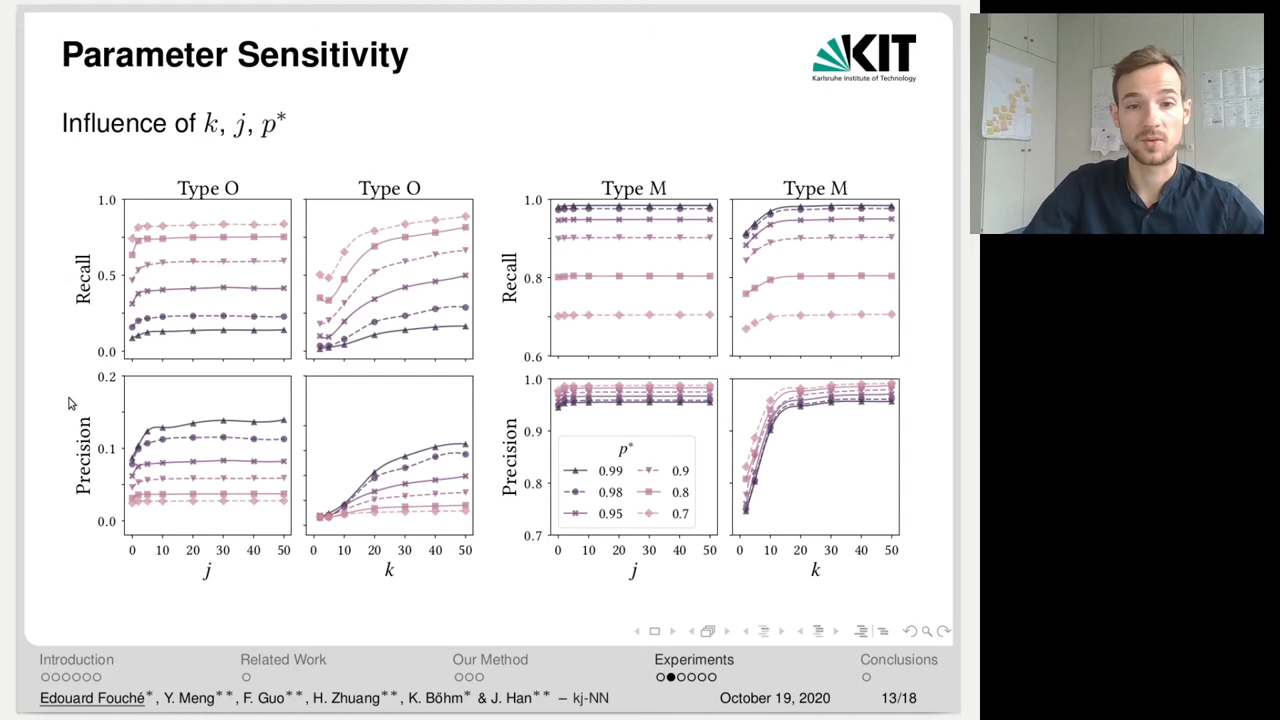 Parameter Sensitivity
KIT
Karlsruhe Institute of Technology
Influence of k, j, p*
Type O
Type O
Type M
Type M
1.0
0.5
0.0
Recall
1.0
0.8
0.6
Recall
0.2
0.1
0.0
Precision
1.0
0.9
0.8
0.7
Precision
p*
0.99 0.9
0.98 0.8
0.95 0.7
0 10 20 30 40 50
0 10 20 30 40 50
0 10 20 30 40 50
0 10 20 30 40 50
j
k
j
k
Introduction Related Work Our Method Experiments Conclusions
Edouard Fouché*, Y. Meng**, F. Guo**, H. Zhuang**, K. Böhm* & J. Han** – kj-NN October 19, 2020 13/18